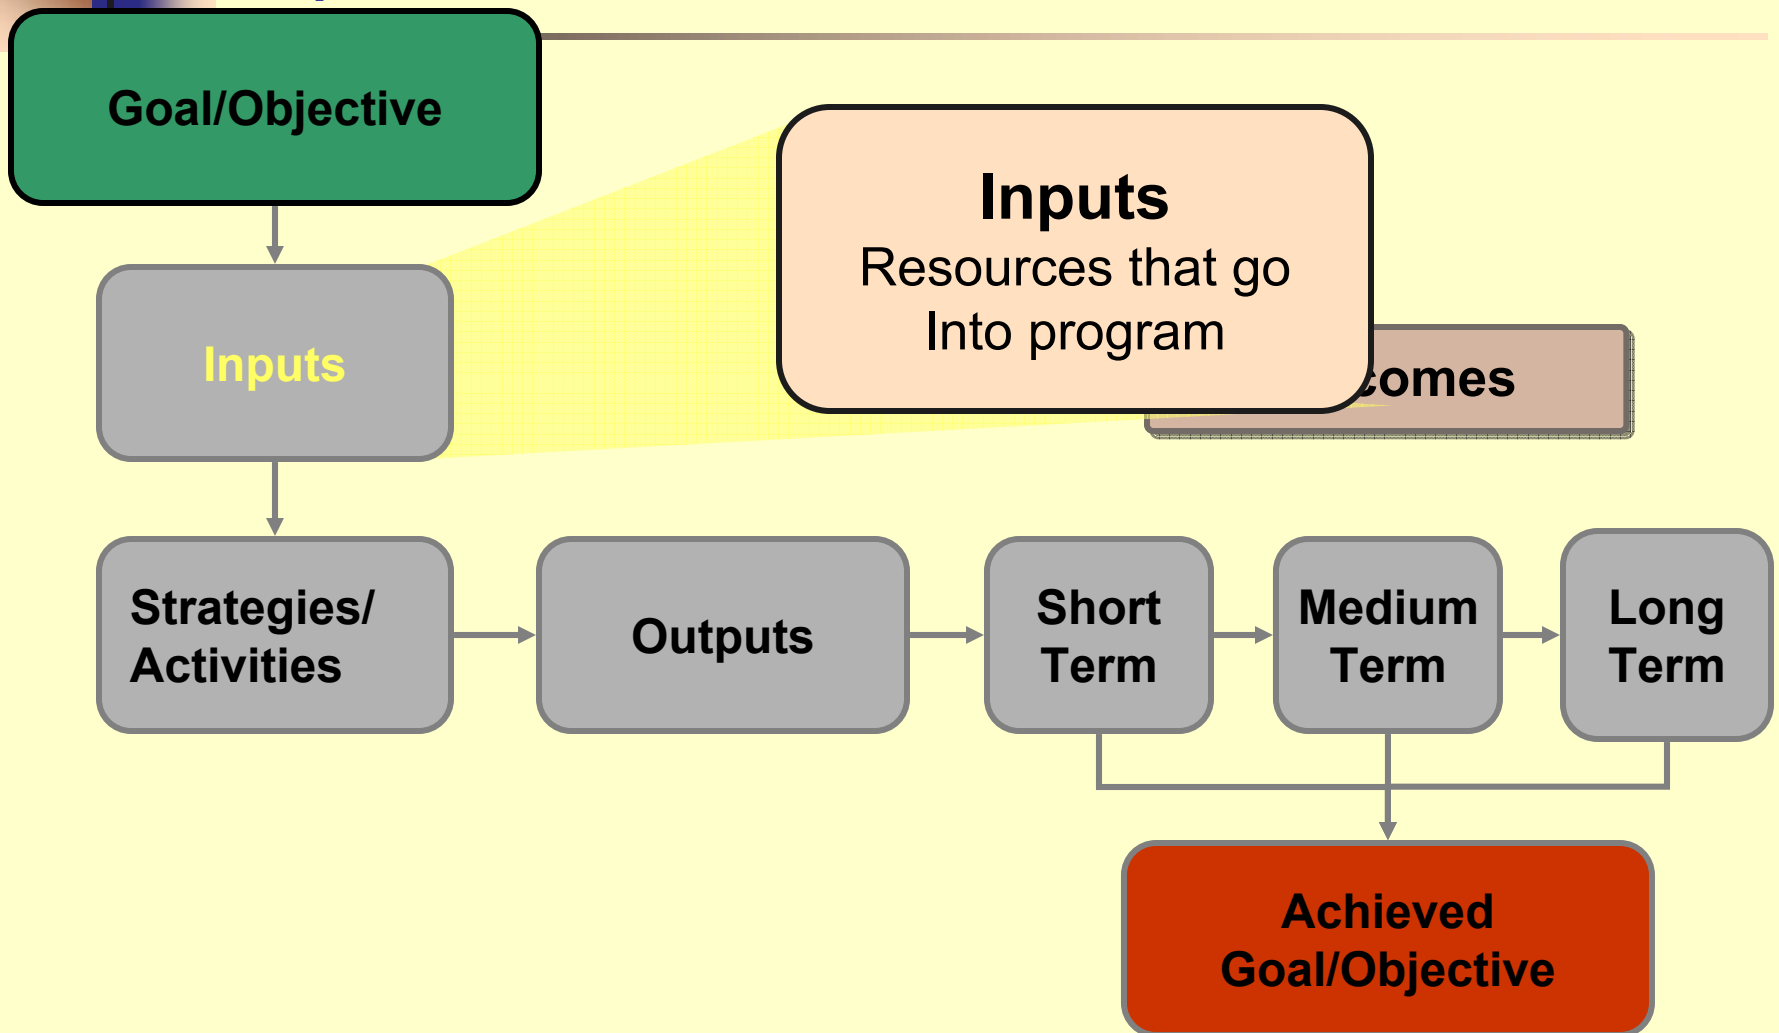 Goal/Objective
Inputs
Resources that go
Into program
Inputs
comes
Strategies/
Activities
Outputs
Short
Term
Medium
Term
Long
Term
Achieved
Goal/Objective